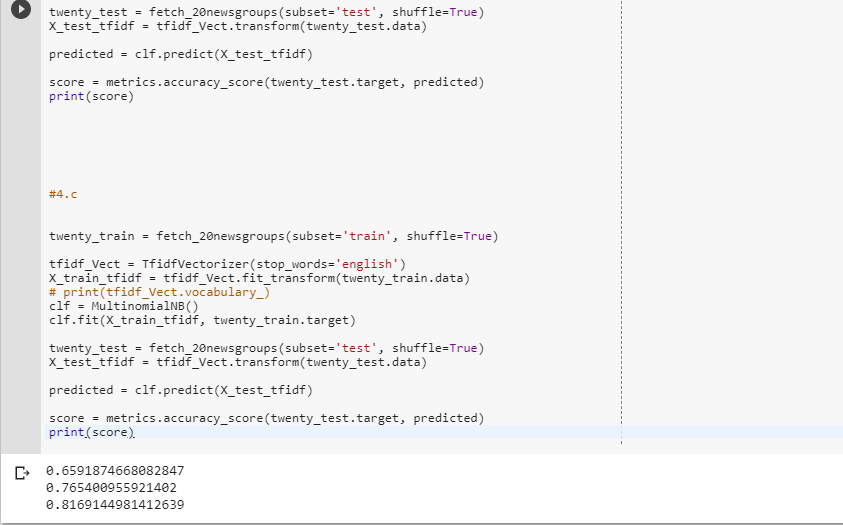 twenty_test = fetch_20newsgroups(subset='test', shuffle=True)
X_test_tfidf = tfidf_Vect.transform(twenty_test.data)
predicted = clf.predict(X_test_tfidf)
score = metrics.accuracy_score(twenty_test.target, predicted)
print(score)
#4.c
twenty_train = fetch_20newsgroups(subset='train', shuffle=True)
tfidf_Vect = TfidfVectorizer(stop_words='english')
X_train_tfidf = tfidf_Vect.fit_transform(twenty_train.data)
# print(tfidf_Vect.vocabulary_)
clf = MultinomialNB()
clf.fit(X_train_tfidf, twenty_train.target)
twenty_test = fetch_20newsgroups(subset='test', shuffle=True)
X_test_tfidf = tfidf_Vect.transform(twenty_test.data)
predicted = clf.predict(X_test_tfidf)
score = metrics.accuracy_score(twenty_test.target, predicted)
print(score)
0.6591874668082847
0.765400955921402
0.8169144981412639